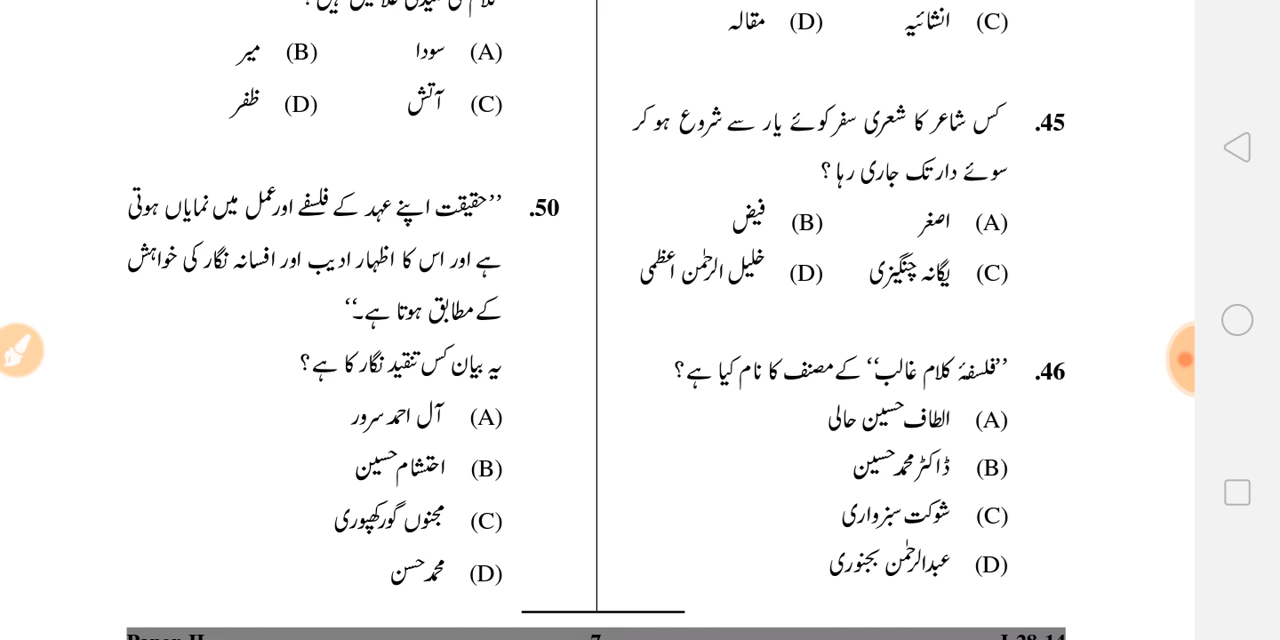 (C) انشائیہ (D) مقالہ
.45 کس شاعر کا شعری سفر کوئے یار سے شروع ہو کر
سوئے دار تک جاری رہا؟
(A) اصغر (B) فیض
(C) یگانہ چنگیزی (D) خلیل الرحمٰن اعظمی
.46 ’’فلسفۂ کلام غالب‘‘ کے مصنف کا نام کیا ہے؟
(A) الطاف حسین حالی
(B) ڈاکٹر محمد حسین
(C) شوکت سبزواری
(D) عبدالرحمٰن بجنوری
(A) سودا (B) میر
(C) آتش (D) ظفر
.50 ’’حقیقت اپنے عہد کے فلسفے اور عمل میں نمایاں ہوتی
ہے اور اس کا اظہار ادیب اور افسانہ نگار کی خواہش
کے مطابق ہوتا ہے۔‘‘
یہ بیان کس تنقید نگار کا ہے؟
(A) آل احمد سرور
(B) احتشام حسین
(C) مجنوں گورکھپوری
(D) محمد حسن
Paper-II 7 J-28-14